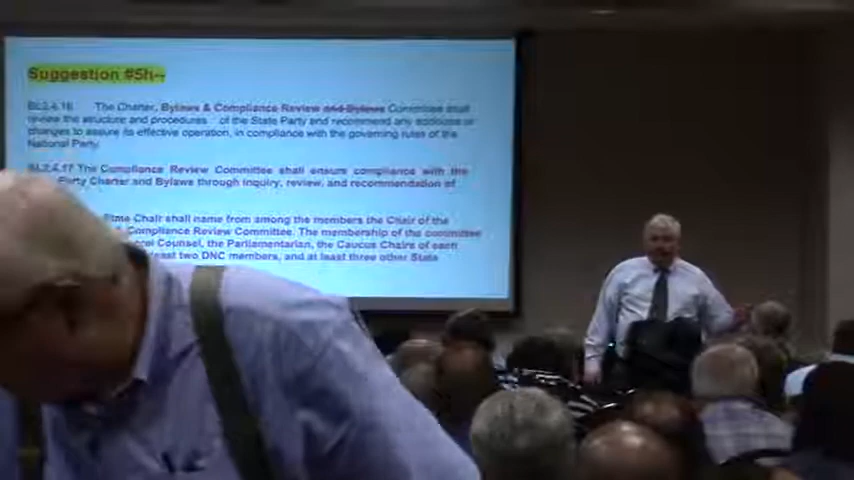 Suggestion #5h--
BL2.4.16 The Charter, Bylaws & Compliance Review and Bylaws Committee shall
review the structure and procedures of the State Party and recommend any additions or
changes to assure its effective operation, in compliance with the governing rules of the
National Party.
BL2.4.17 The Compliance Review Committee shall ensure compliance with the
Party Charter and Bylaws through inquiry, review, and recommendation of
State Chair shall name from among the members the Chair of the
& Compliance Review Committee. The membership of the committee
Counsel, the Parliamentarian, the Caucus Chairs of each
least two DNC members, and at least three other State